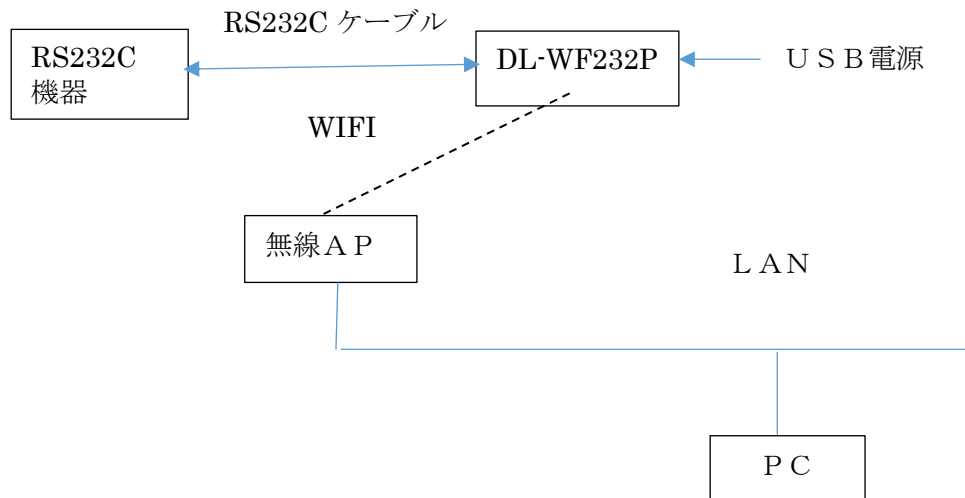 RS232C ケーブル
RS232C
機器
DL-WF232P
ＵＳＢ電源
WIFI
無線ＡＰ
ＬＡＮ
ＰＣ